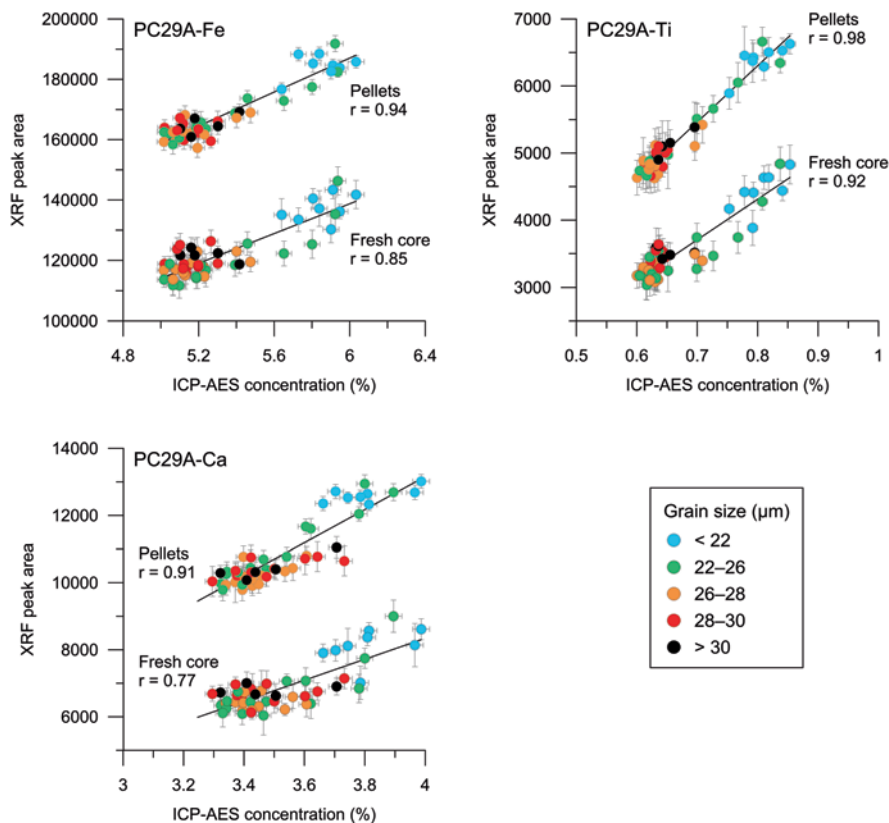 PC29A-Fe
200000
180000
160000
140000
120000
100000
XRF peak area
Pellets
r = 0.94
Fresh core
r = 0.85
4.8
5.2
5.6
6
6.4
ICP-AES concentration (%)
PC29A-Ti
7000
6000
5000
4000
3000
XRF peak area
Pellets
r = 0.98
Fresh core
r = 0.92
0.5
0.6
0.7
0.8
0.9
1
ICP-AES concentration (%)
PC29A-Ca
14000
12000
10000
8000
6000
XRF peak area
Pellets
r = 0.91
Fresh core
r = 0.77
3
3.2
3.4
3.6
3.8
4
ICP-AES concentration (%)
Grain size (µm)
< 22
22–26
26–28
28–30
> 30